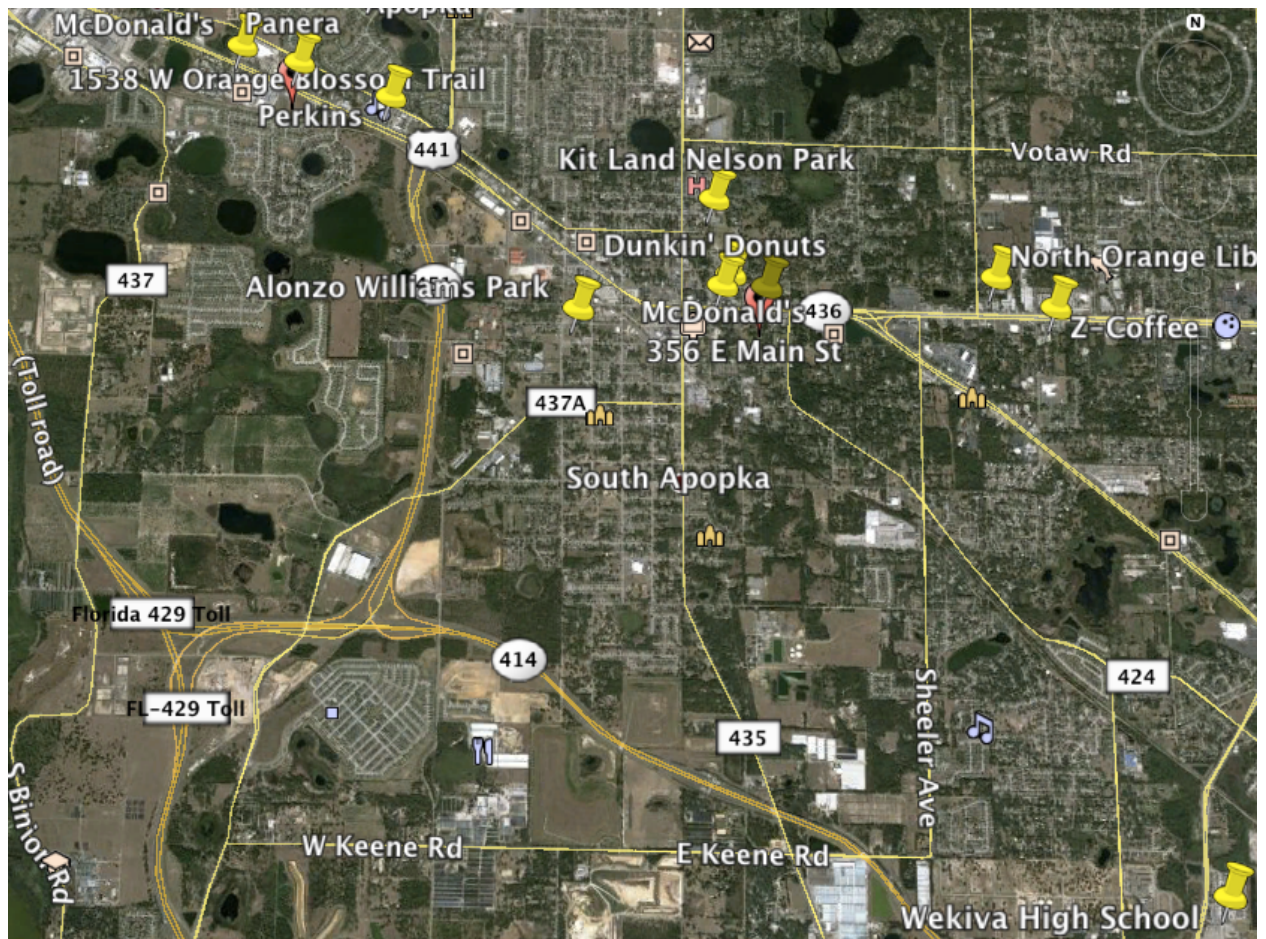 Apopka
McDonald's
Panera
N
1538 W Orange Blossom Trail
Perkins
441
Kit Land Nelson Park
Votaw Rd
H
Dunkin' Donuts
North Orange Lib
437
451
Alonzo Williams Park
McDonald's
436
Z-Coffee
356 E Main St
(Toll road)
437A
South Apopka
Florida 429 Toll
414
424
FL-429 Toll
435
Sheeler Ave
S Binion Rd
W Keene Rd
E Keene Rd
Wekiva High School